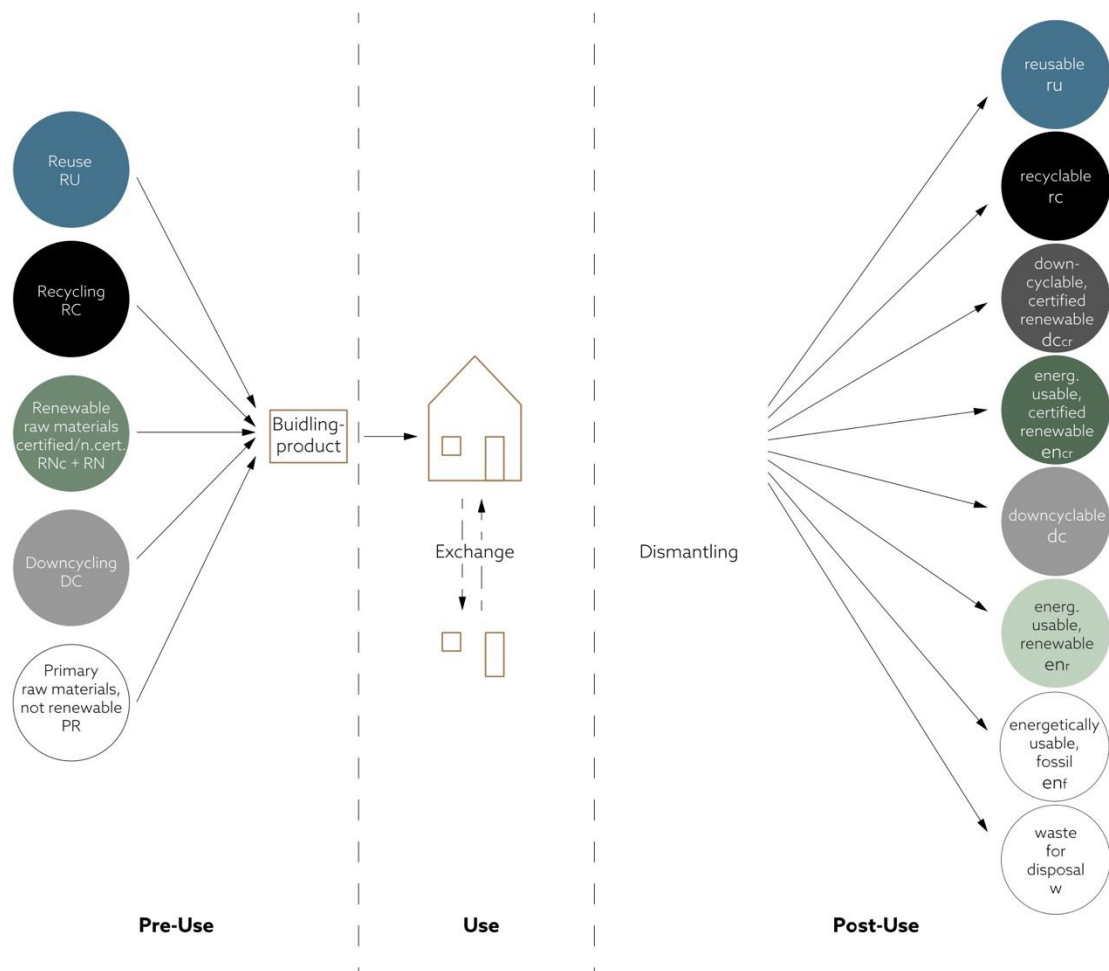 Reuse
RU
Recycling
RC
Renewable
raw materials
certified/n.cert.
RNc + RN
Downcycling
DC
Primary
raw materials,
not renewable
PR
Buidling-
product
Exchange
Dismantling
reusable
ru
recyclable
rc
down-
cyclable,
certified
renewable
dccr
energ.
usable,
certified
renewable
encr
downcyclable
dc
energ.
usable,
renewable
enr
energetically
usable,
fossil
enf
waste
for
disposal
w
Pre-Use
Use
Post-Use